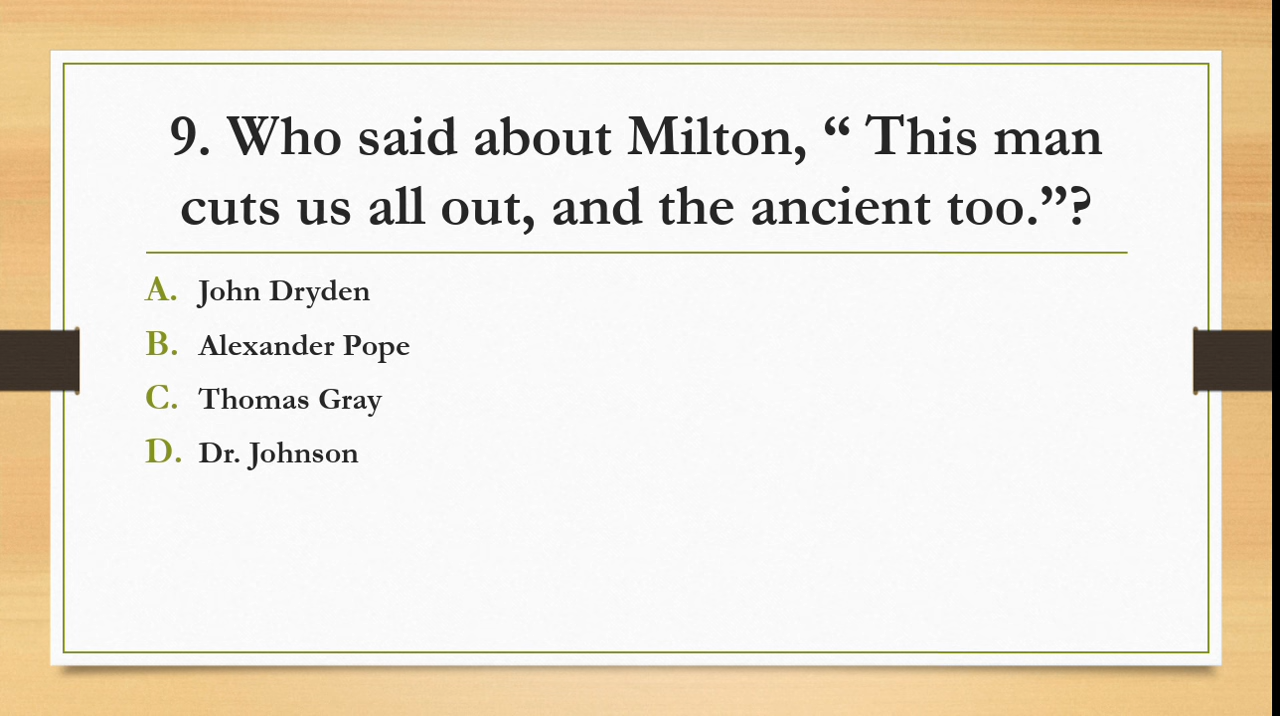 9. Who said about Milton, “ This man
cuts us all out, and the ancient too.”?
A. John Dryden
B. Alexander Pope
C. Thomas Gray
D. Dr. Johnson